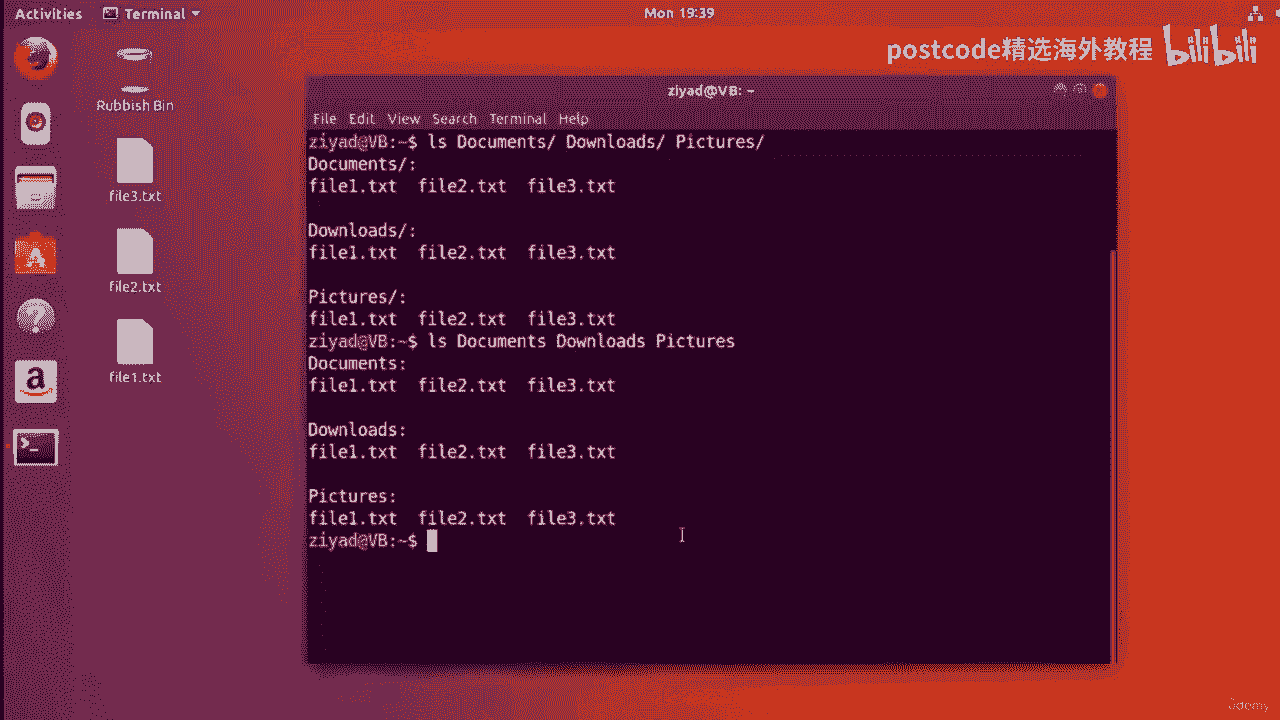 Activities Terminal Mon 19:39
postcode精选海外教程 bilibili
Rubbish Bin
file3.txt
file2.txt
file1.txt
ziyad@VB: ~
File Edit View Search Terminal Help
ziyad@VB:~$ ls Documents/ Downloads/ Pictures/
Documents/:
file1.txt file2.txt file3.txt
Downloads/:
file1.txt file2.txt file3.txt
Pictures/:
file1.txt file2.txt file3.txt
ziyad@VB:~$ ls Documents Downloads Pictures
Documents:
file1.txt file2.txt file3.txt
Downloads:
file1.txt file2.txt file3.txt
Pictures:
file1.txt file2.txt file3.txt
ziyad@VB:~$
udemy